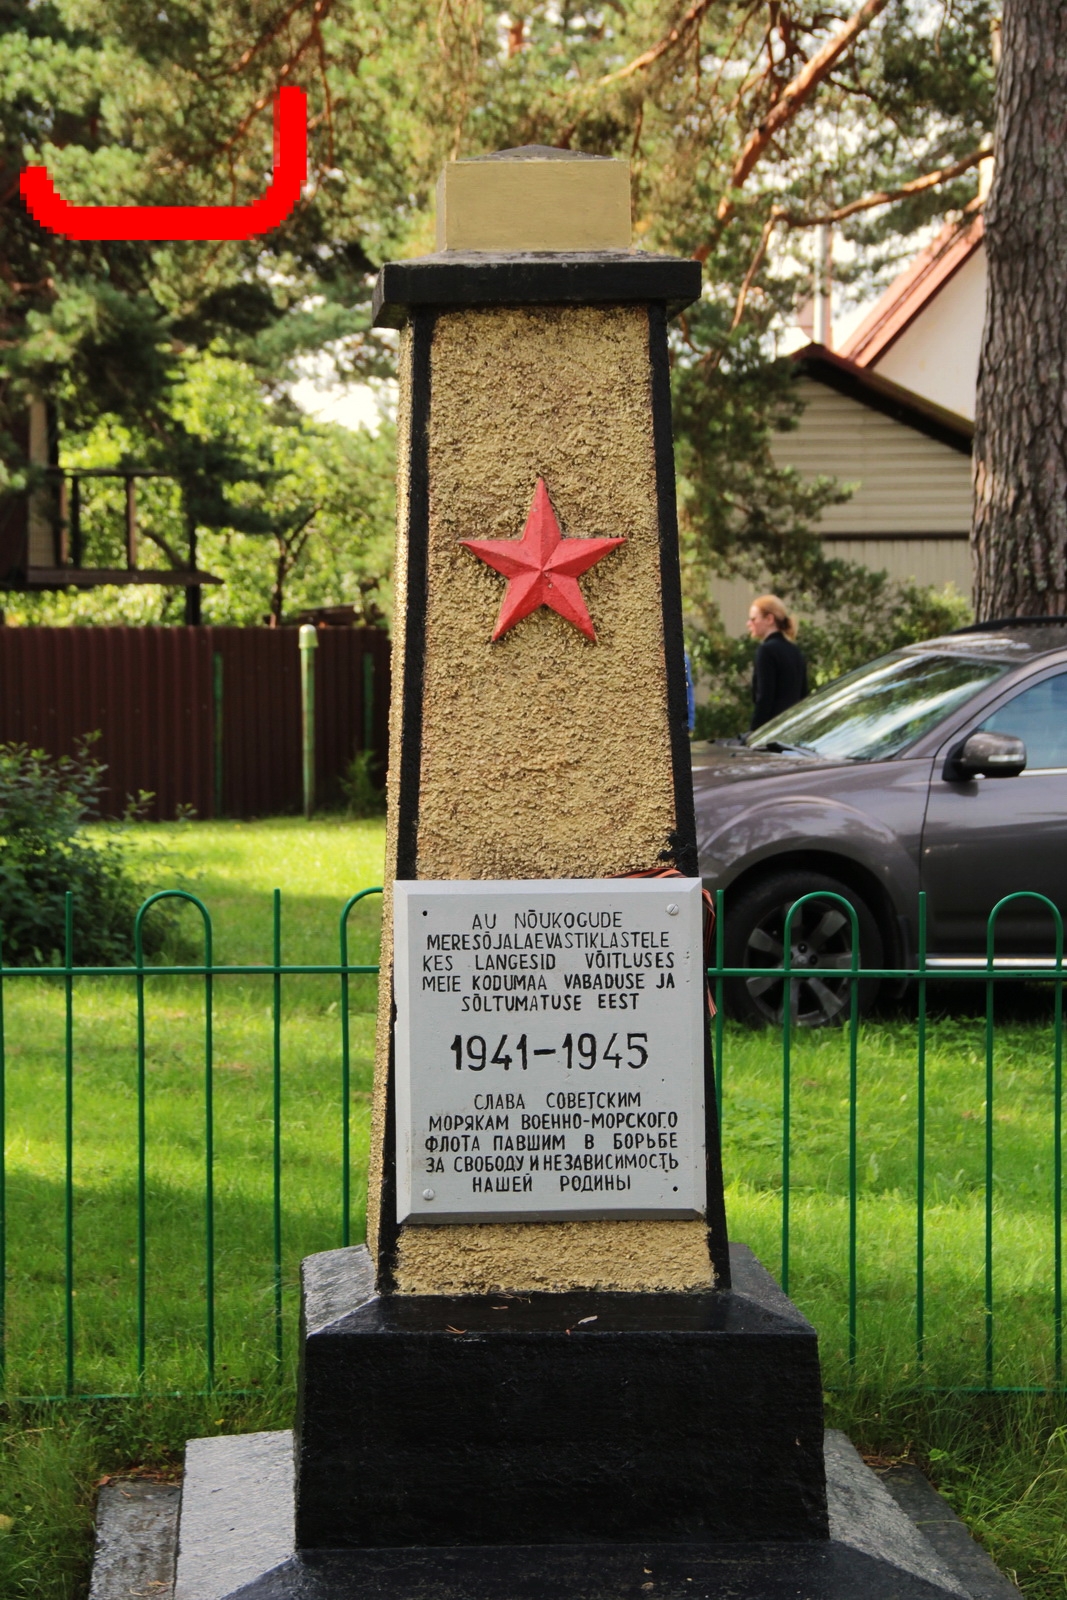 AU NÕUKOGUDE
MERESÕJALAEVASTIKLASTELE
KES LANGESID VÕITLUSES
MEIE KODUMAA VABADUSE JA
SÕLTUMATUSE EEST
1941-1945
СЛАВА СОВЕТСКИМ
МОРЯКАМ ВОЕННО-МОРСКОГО
ФЛОТА ПАВШИМ В БОРЬБЕ
ЗА СВОБОДУ И НЕЗАВИСИМОСТЬ
НАШЕЙ РОДИНЫ